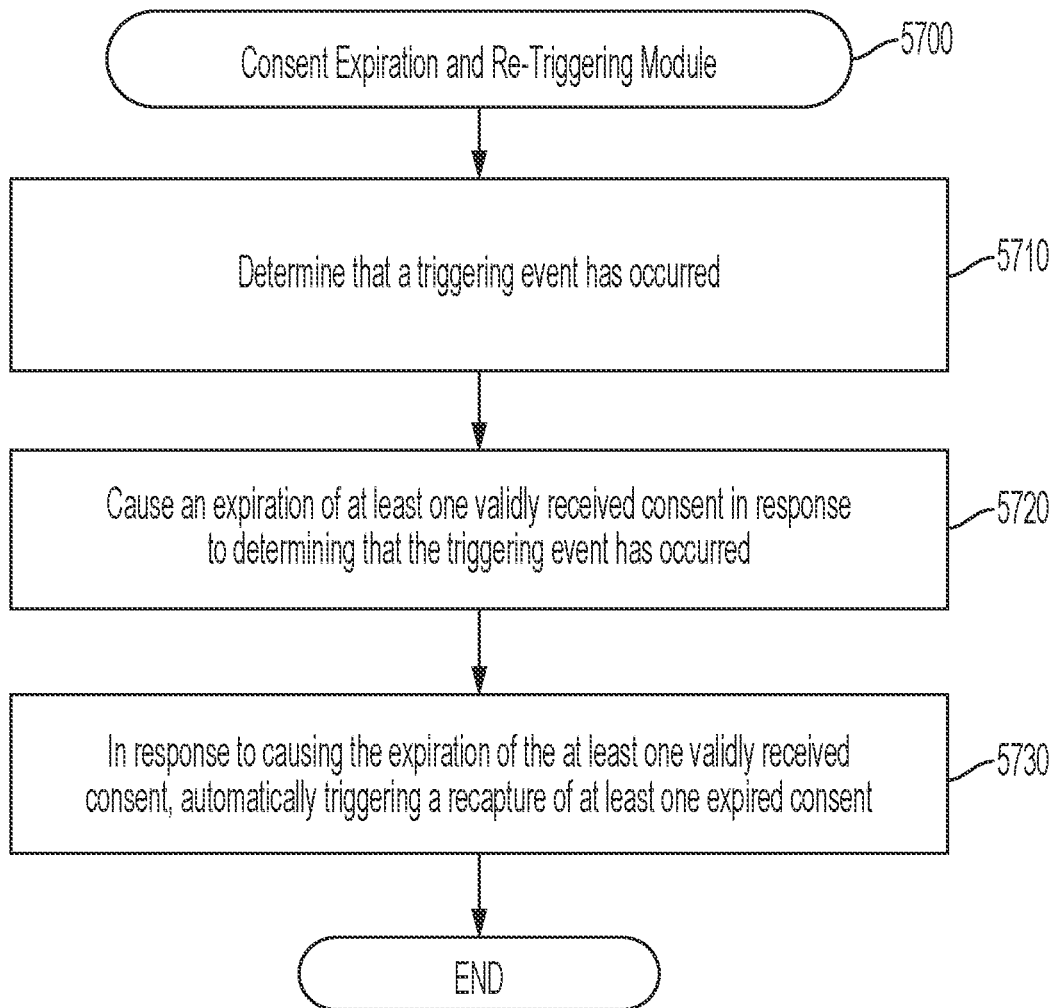 Consent Expiration and Re-Triggering Module
5700
Determine that a triggering event has occurred
5710
Cause an expiration of at least one validly received consent in response
to determining that the triggering event has occurred
5720
In response to causing the expiration of the at least one validly received
consent, automatically triggering a recapture of at least one expired consent
5730
END